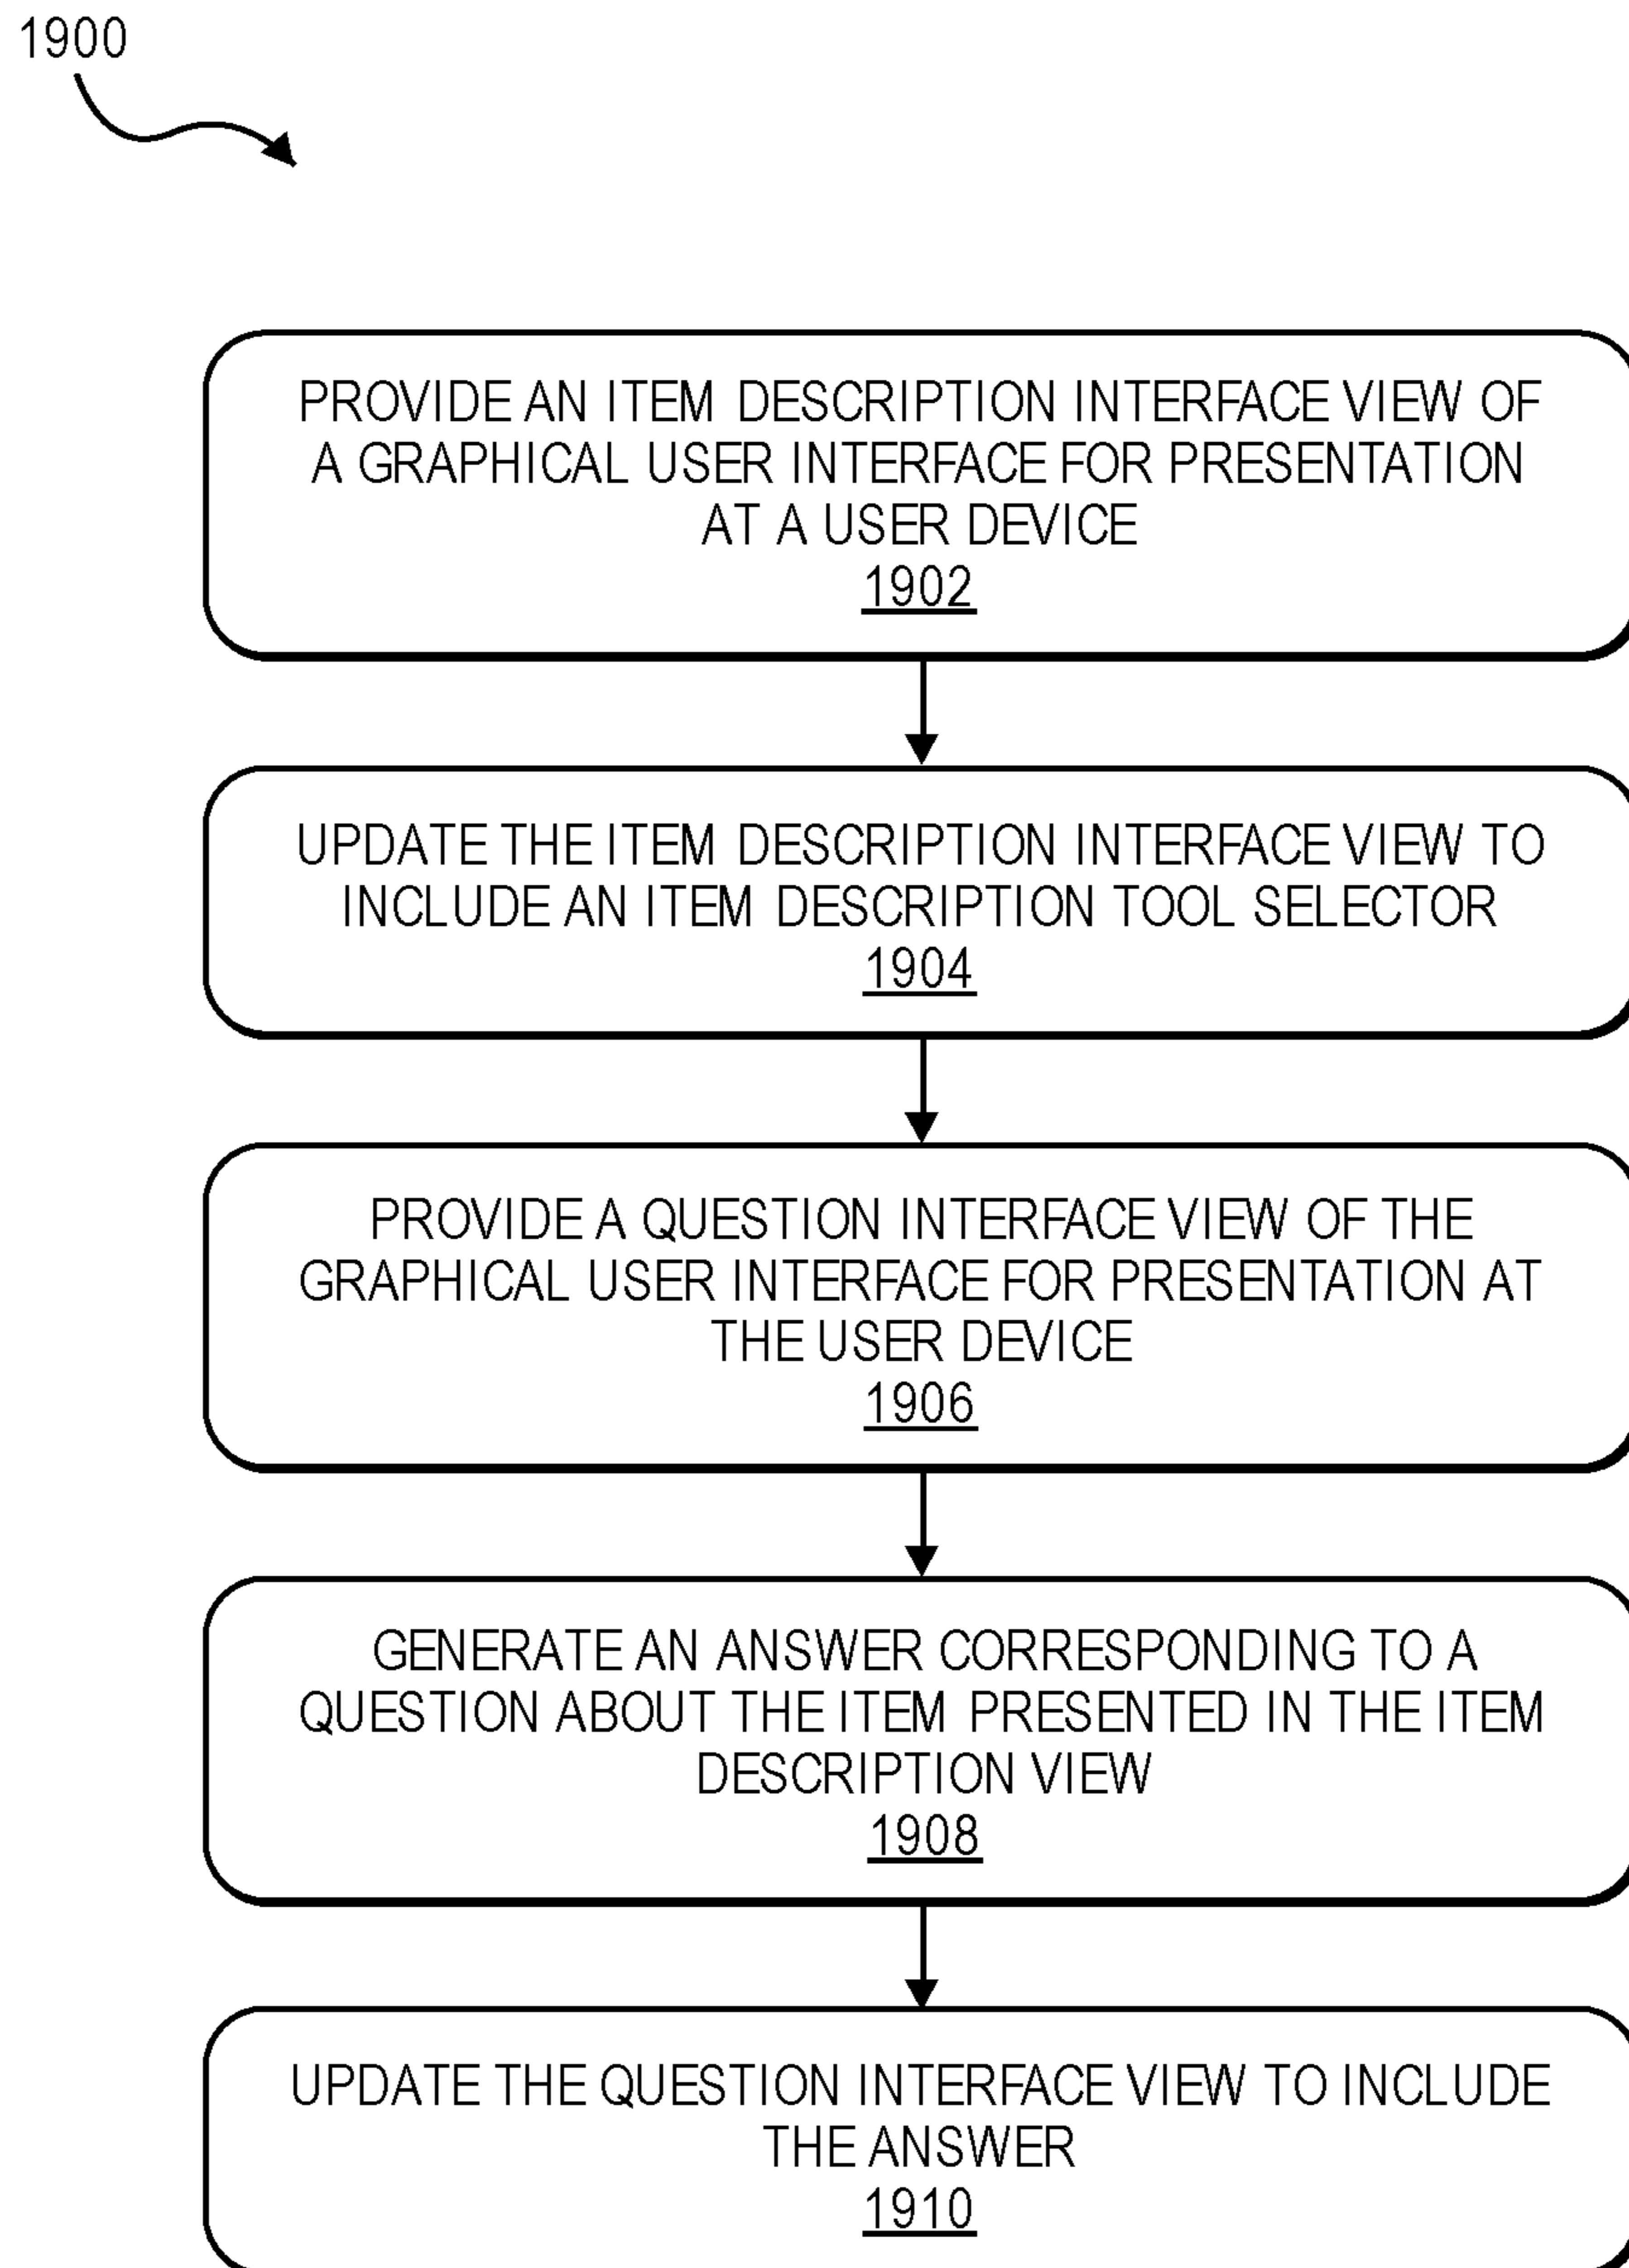 1900
PROVIDE AN ITEM DESCRIPTION INTERFACE VIEW OF
A GRAPHICAL USER INTERFACE FOR PRESENTATION
AT A USER DEVICE
1902
UPDATE THE ITEM DESCRIPTION INTERFACE VIEW TO
INCLUDE AN ITEM DESCRIPTION TOOL SELECTOR
1904
PROVIDE A QUESTION INTERFACE VIEW OF THE
GRAPHICAL USER INTERFACE FOR PRESENTATION AT
THE USER DEVICE
1906
GENERATE AN ANSWER CORRESPONDING TO A
QUESTION ABOUT THE ITEM PRESENTED IN THE ITEM
DESCRIPTION VIEW
1908
UPDATE THE QUESTION INTERFACE VIEW TO INCLUDE
THE ANSWER
1910